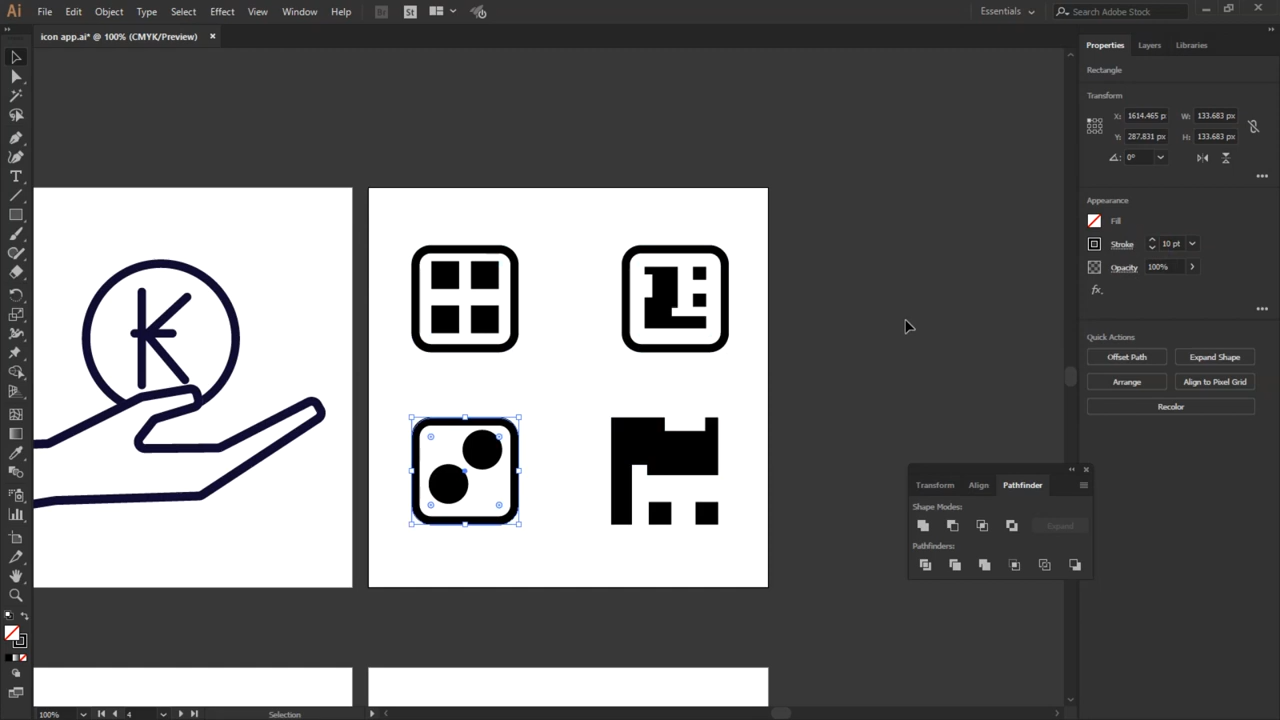 Ai File Edit Object Type Select Effect View Window Help Br St Essentials Search Adobe Stock
icon app.ai* @ 100% (CMYK/Preview) ×
Properties Layers Libraries
Rectangle
Transform
X: 1614.465 p W: 133.683 px
Y: 287.831 px H: 133.683 px
0°
Appearance
Fill
Stroke 10 pt
Opacity 100%
fx.
Quick Actions
Offset Path Expand Shape
Arrange Align to Pixel Grid
Recolor
K
Transform Align Pathfinder
Shape Modes:
Expand
Pathfinders:
100% 4 Selection